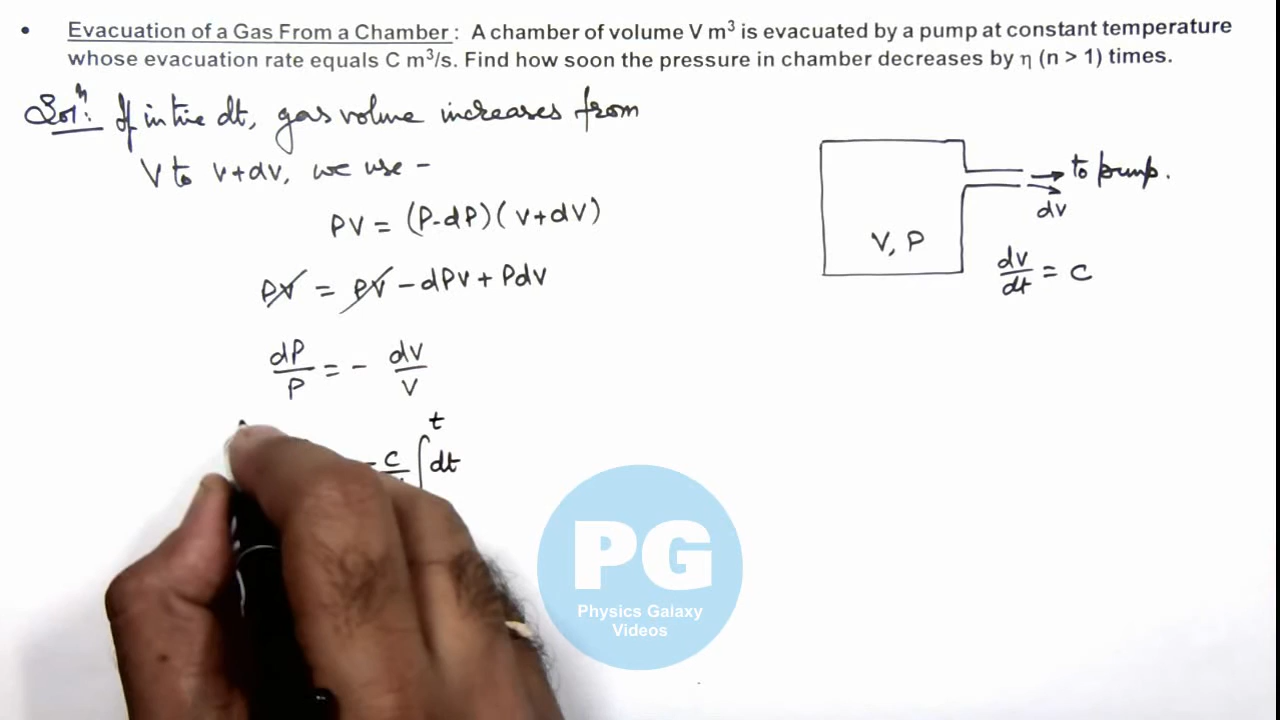 • Evacuation of a Gas From a Chamber : A chamber of volume V m³ is evacuated by a pump at constant temperature
whose evacuation rate equals C m³/s. Find how soon the pressure in chamber decreases by η (n > 1) times.
Solⁿ: If in time dt, gas volume increases from
V to V+dV, we use –
PV = (P-dP)(V+dV)
PV = PV - dPV + PdV
dP/P = - dV/V
- C ∫ t dt
to pump.
dV
V, P
dV/dt = C
PG
Physics Galaxy
Videos